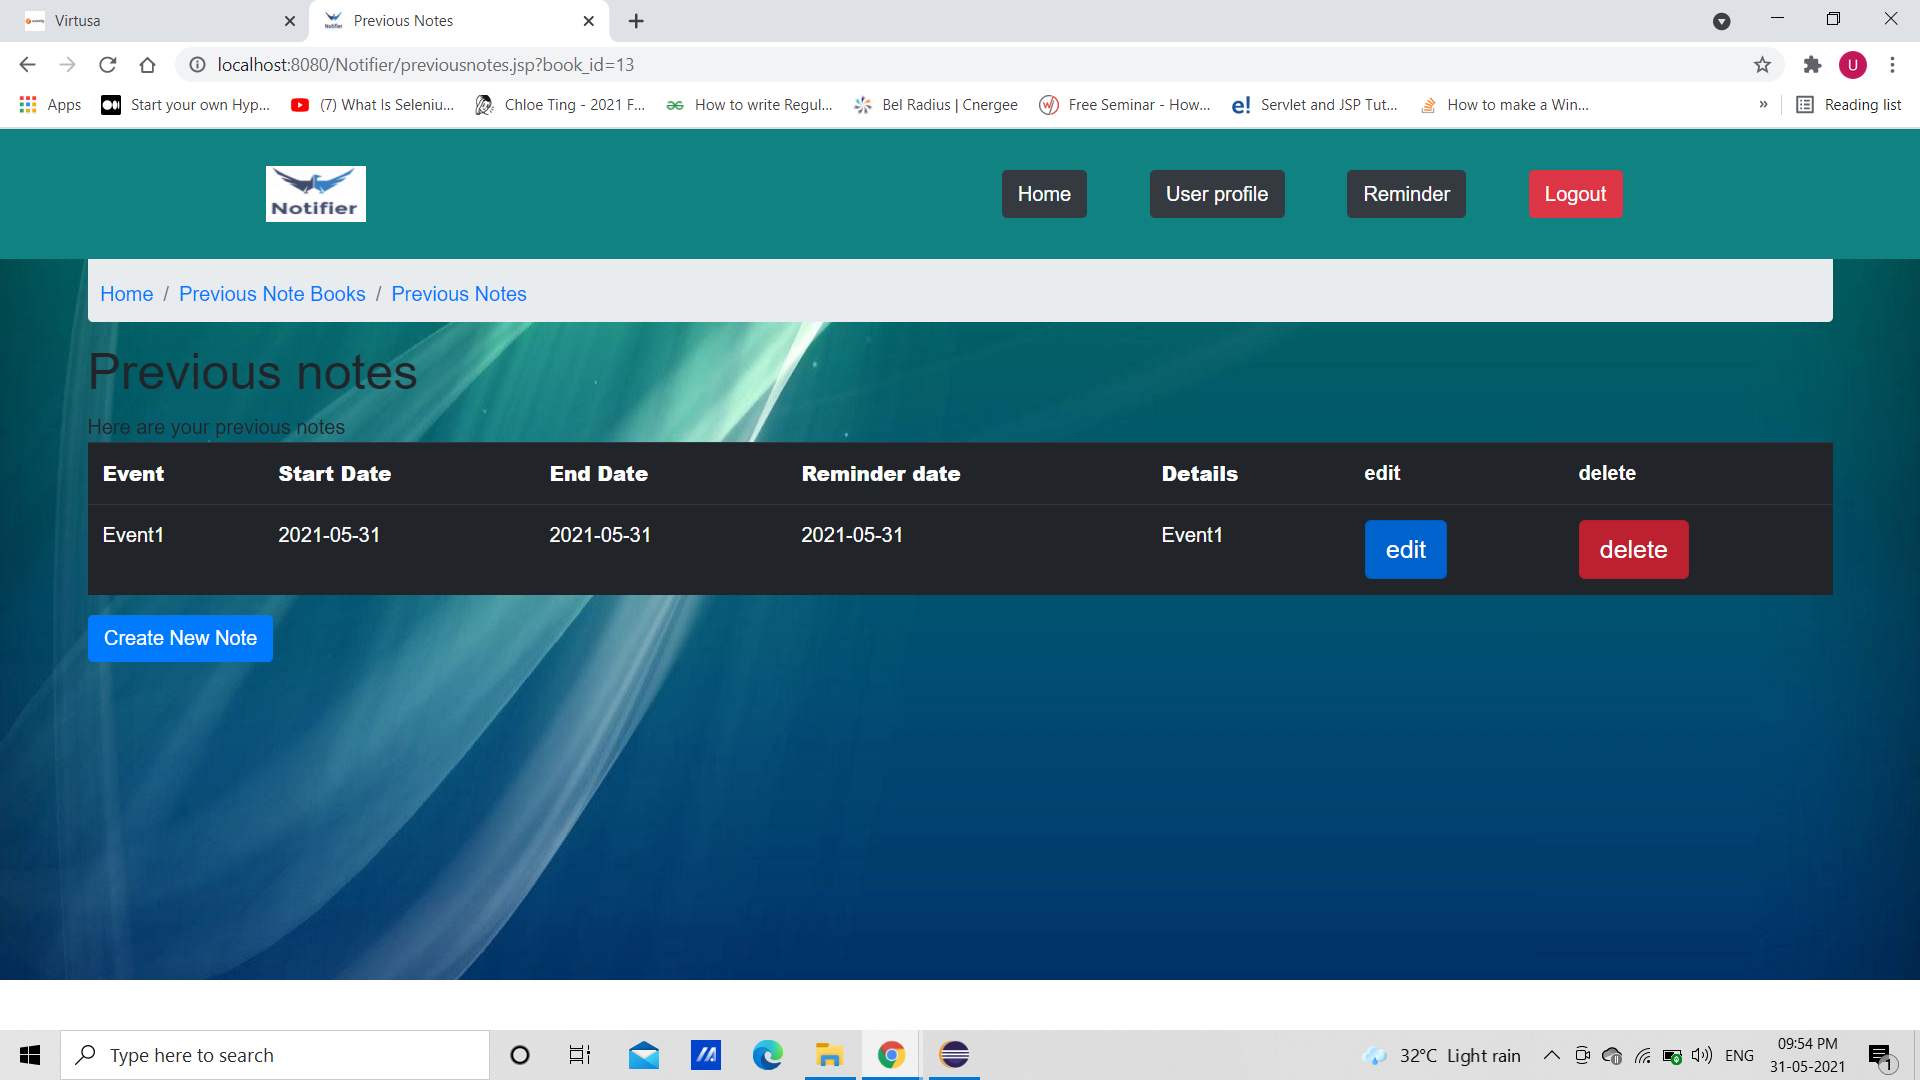 Virtusa
Previous Notes
localhost:8080/Notifier/previousnotes.jsp?book_id=13
U
Apps
Start your own Hyp...
(7) What Is Seleniu...
Chloe Ting - 2021 F...
How to write Regul...
Bel Radius | Cnergee
Free Seminar - How...
Servlet and JSP Tut...
How to make a Win...
»
Reading list
Notifier
Home
User profile
Reminder
Logout
Home / Previous Note Books / Previous Notes
Previous notes
Here are your previous notes
Event Start Date End Date Reminder date Details edit delete
Event1 2021-05-31 2021-05-31 2021-05-31 Event1 edit delete
Create New Note
Type here to search
32°C Light rain
ENG
09:54 PM
31-05-2021
1